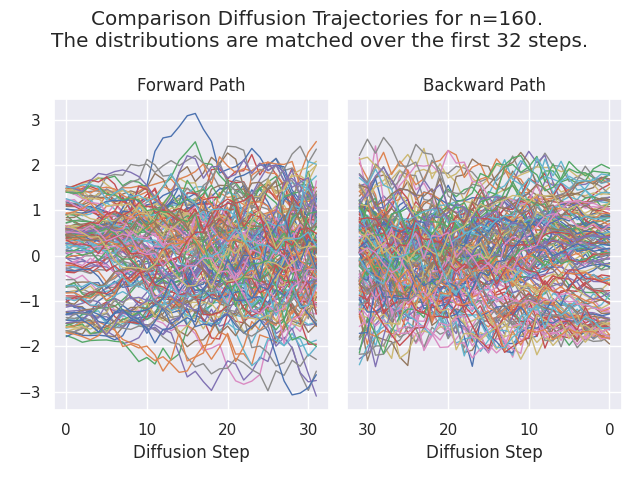 Comparison Diffusion Trajectories for n=160.
The distributions are matched over the first 32 steps.
Forward Path
Backward Path
3
2
1
0
−1
−2
−3
0 10 20 30
30 20 10 0
Diffusion Step
Diffusion Step